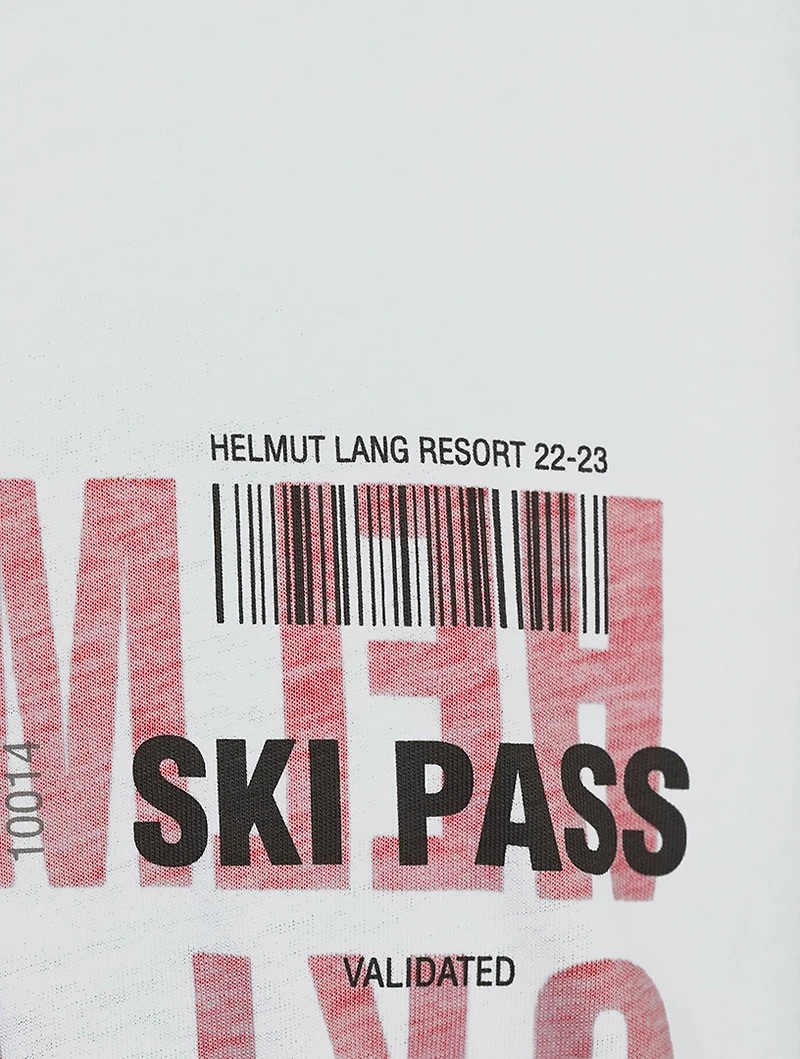 HELMUT LANG RESORT 22-23
10014
SKI PASS
VALIDATED